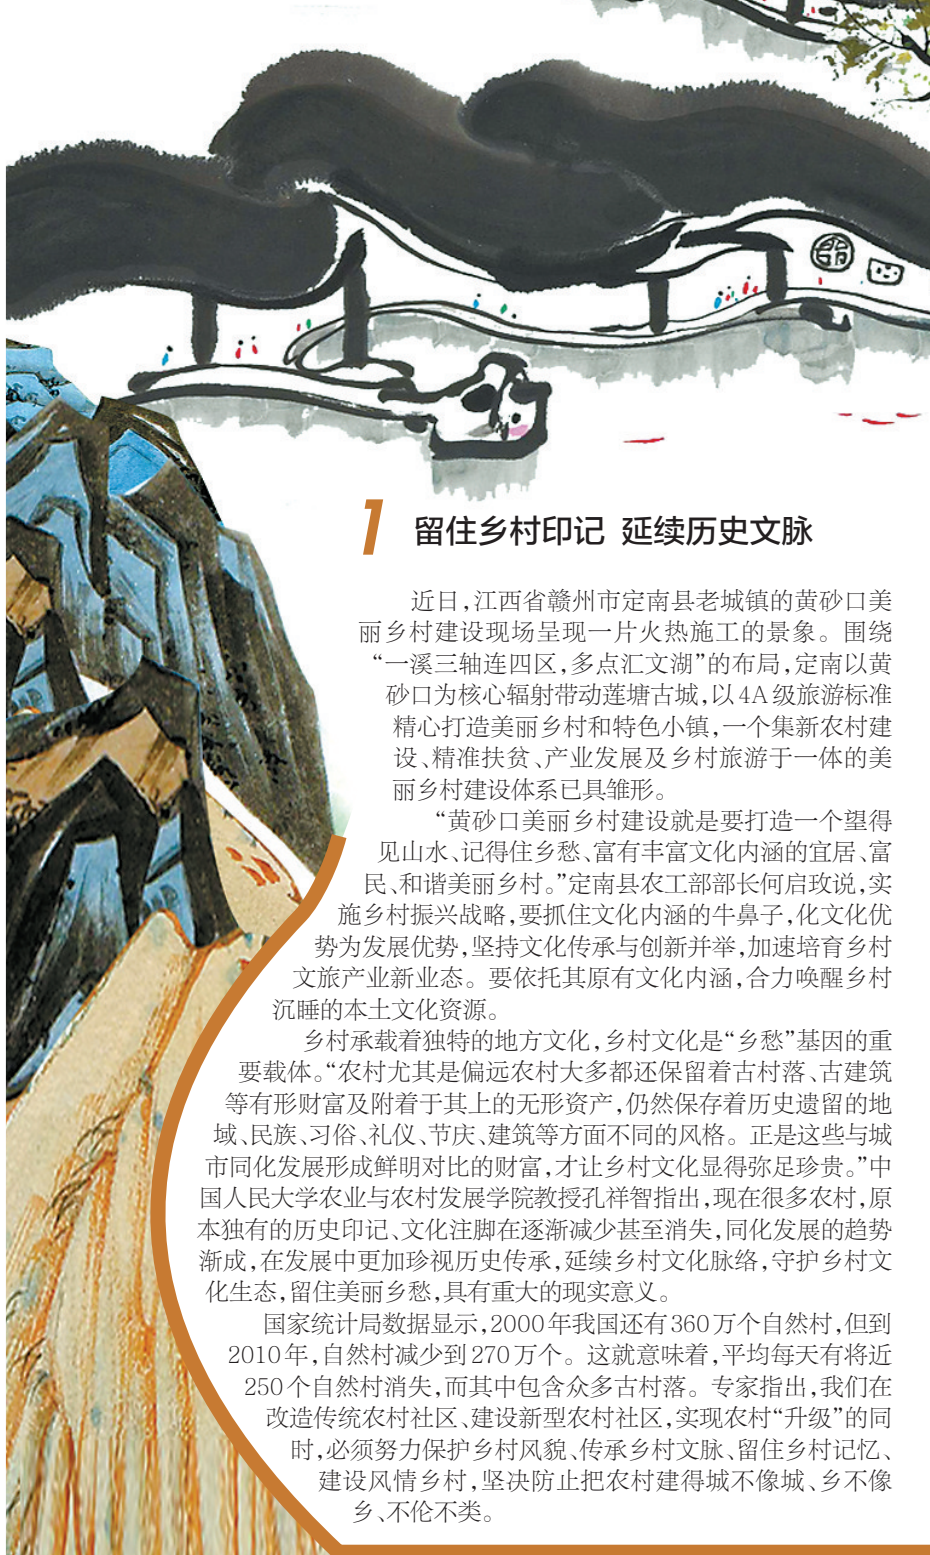 1 留住乡村印记 延续历史文脉
近日,江西省赣州市定南县老城镇的黄砂口美
丽乡村建设现场呈现一片火热施工的景象。围绕
“一溪三轴连四区,多点汇文湖”的布局,定南以黄
砂口为核心辐射带动莲塘古城,以4A级旅游标准
精心打造美丽乡村和特色小镇,一个集新农村建
设、精准扶贫、产业发展及乡村旅游于一体的美
丽乡村建设体系已具雏形。
“黄砂口美丽乡村建设就是要打造一个望得
见山水、记得住乡愁、富有丰富文化内涵的宜居、富
民、和谐美丽乡村。”定南县农工部部长何启玫说,实
施乡村振兴战略,要抓住文化内涵的牛鼻子,化文化优
势为发展优势,坚持文化传承与创新并举,加速培育乡村
文旅产业新业态。要依托其原有文化内涵,合力唤醒乡村
沉睡的本土文化资源。
乡村承载着独特的地方文化,乡村文化是“乡愁”基因的重
要载体。“农村尤其是偏远农村大多都还保留着古村落、古建筑
等有形财富及附着于其上的无形资产,仍然保存着历史遗留的地
域、民族、习俗、礼仪、节庆、建筑等方面不同的风格。正是这些与城
市同化发展形成鲜明对比的财富,才让乡村文化显得弥足珍贵。”中
国人民大学农业与农村发展学院教授孔祥智指出,现在很多农村,原
本独有的历史印记、文化注脚在逐渐减少甚至消失,同化发展的趋势
渐成,在发展中更加珍视历史传承,延续乡村文化脉络,守护乡村文
化生态,留住美丽乡愁,具有重大的现实意义。
国家统计局数据显示,2000年我国还有360万个自然村,但到
2010年,自然村减少到270万个。这就意味着,平均每天有将近
250个自然村消失,而其中包含众多古村落。专家指出,我们在
改造传统农村社区、建设新型农村社区,实现农村“升级”的同
时,必须努力保护乡村风貌、传承乡村文脉、留住乡村记忆、
建设风情乡村,坚决防止把农村建得城不像城、乡不像
乡、不伦不类。